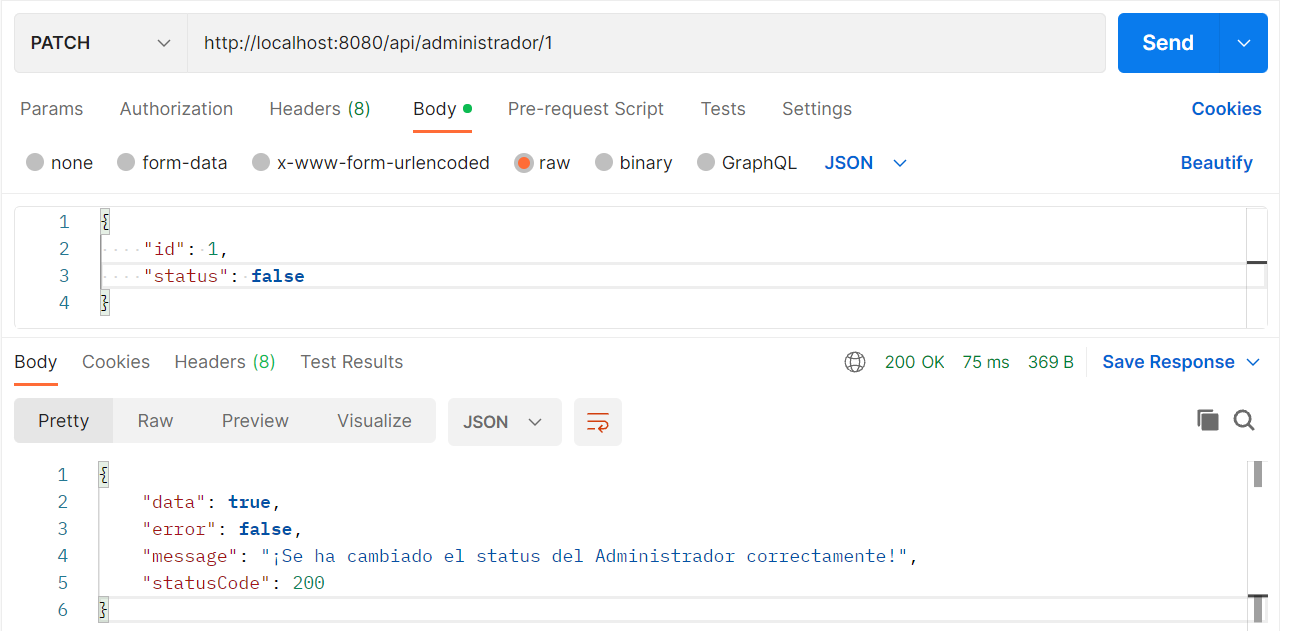 PATCH http://localhost:8080/api/administrador/1 Send
Params Authorization Headers (8) Body Pre-request Script Tests Settings Cookies
none form-data x-www-form-urlencoded raw binary GraphQL JSON Beautify
1 {
2 "id": 1,
3 "status": false
4 }
Body Cookies Headers (8) Test Results 200 OK 75 ms 369 B Save Response
Pretty Raw Preview Visualize JSON
1 {
2 "data": true,
3 "error": false,
4 "message": "¡Se ha cambiado el status del Administrador correctamente!",
5 "statusCode": 200
6 }